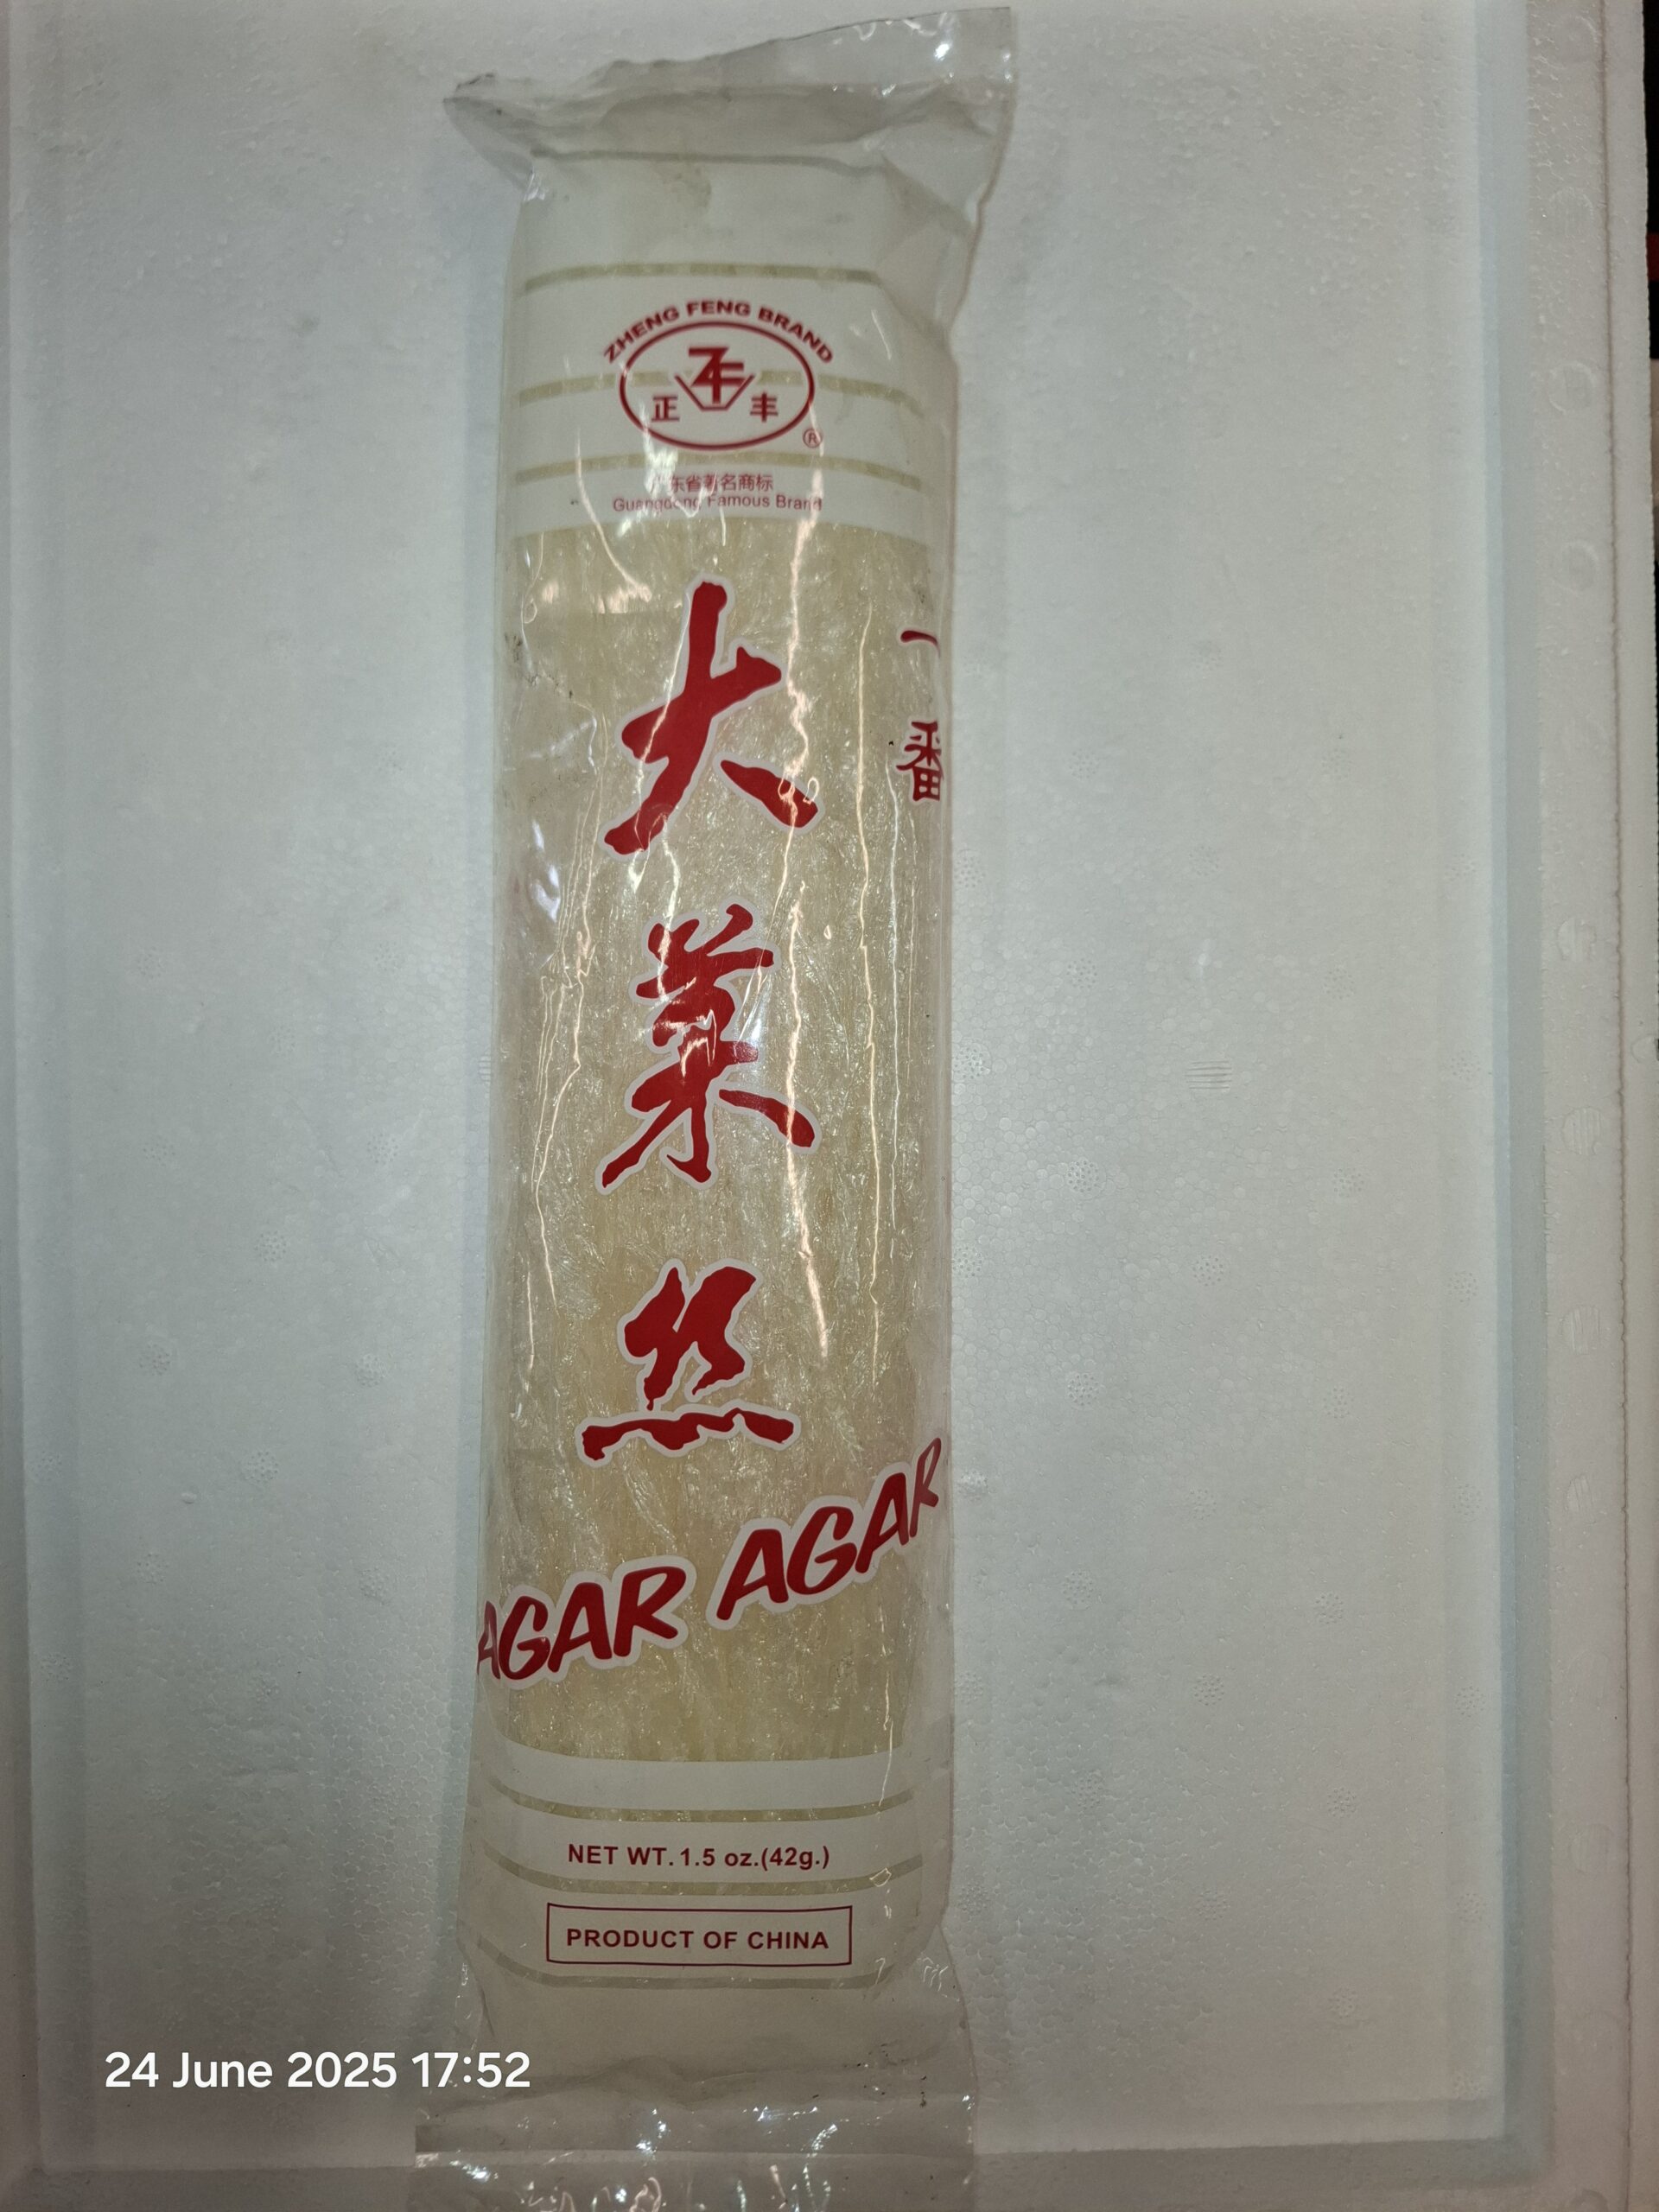 ZHENG FENG BRAND
ZF
正 丰
®
广东省著名商标
Guangdong Famous Brand
大
菜
丝
一
番
AGAR AGAR
NET WT. 1.5 oz.(42g.)
PRODUCT OF CHINA
24 June 2025 17:52